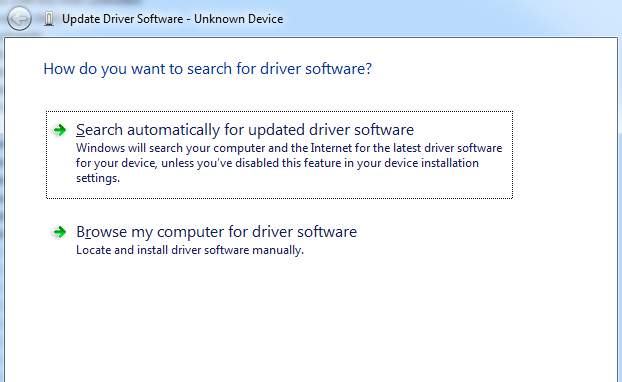 Update Driver Software - Unknown Device
How do you want to search for driver software?
Search automatically for updated driver software
Windows will search your computer and the Internet for the latest driver software
for your device, unless you've disabled this feature in your device installation
settings.
Browse my computer for driver software
Locate and install driver software manually.